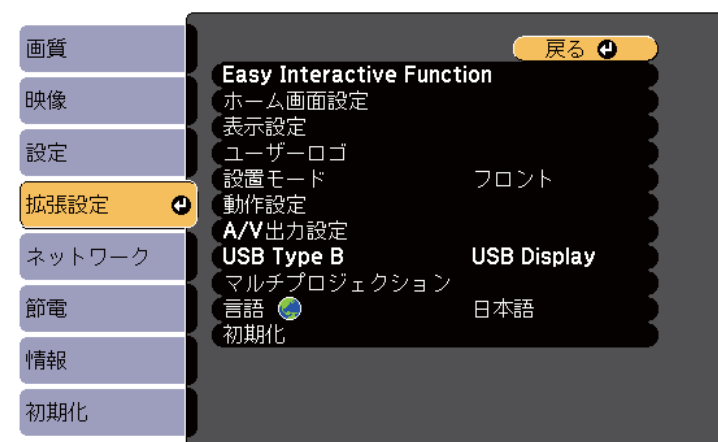 画質
映像
設定
拡張設定
ネットワーク
節電
情報
初期化
戻る
Easy Interactive Function
ホーム画面設定
表示設定
ユーザーロゴ
設置モード フロント
動作設定
A/V出力設定
USB Type B USB Display
マルチプロジェクション
言語 日本語
初期化